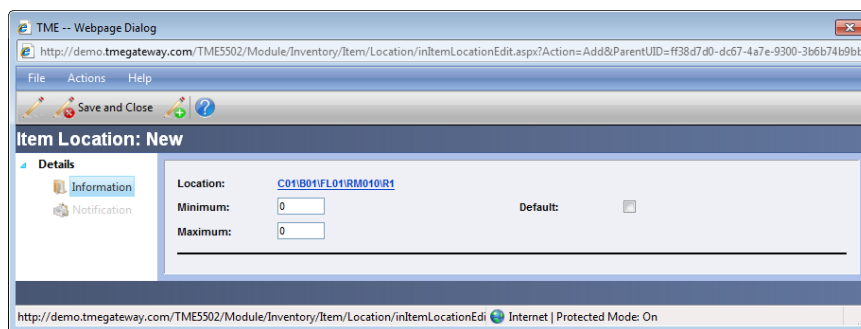 TME -- Webpage Dialog
http://demo.tmegateway.com/TME5502/Module/Inventory/Item/Location/inItemLocationEdit.aspx?Action=Add&ParentUID=ff38d7d0-dc67-4a7e-9300-3b6b74b9bb
File Actions Help
Save and Close
Item Location: New
Details
Information
Notification
Location: C01\B01\FL01\RM010\R1
Minimum: 0 Default:
Maximum: 0
http://demo.tmegateway.com/TME5502/Module/Inventory/Item/Location/inItemLocationEdi Internet | Protected Mode: On